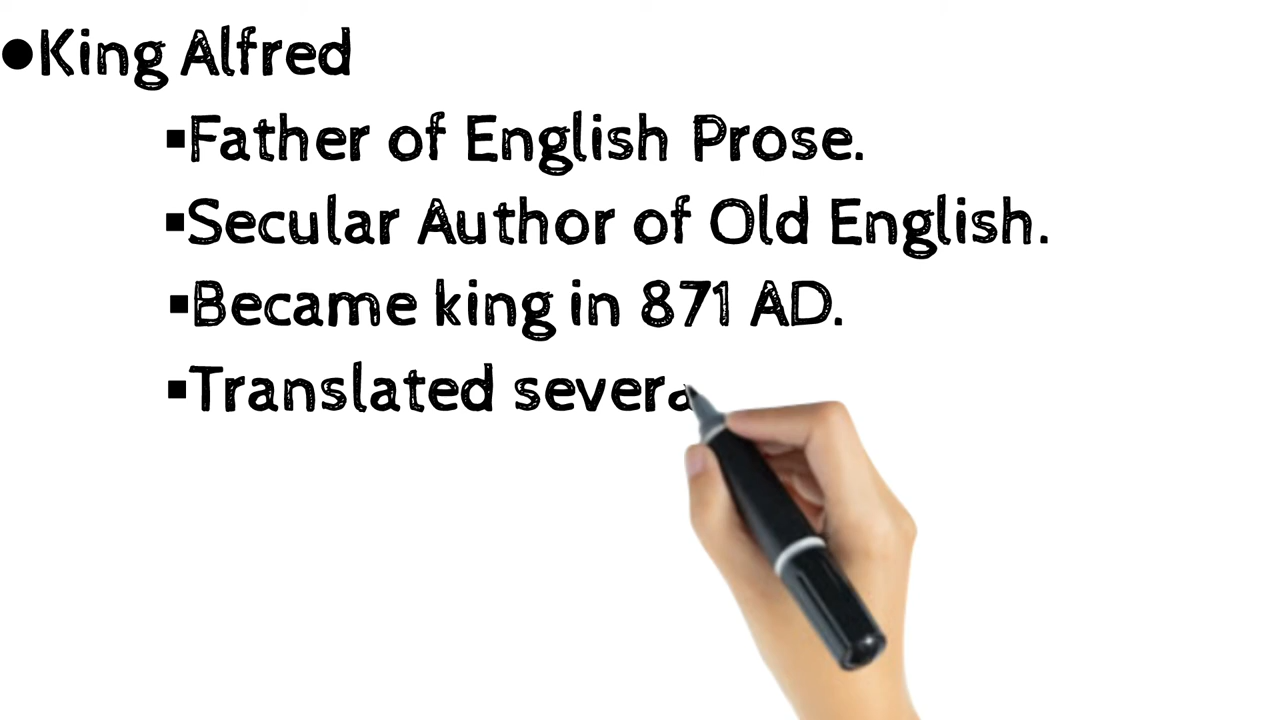 ●King Alfred
▪Father of English Prose.
▪Secular Author of Old English.
▪Became king in 871 AD.
▪Translated severa